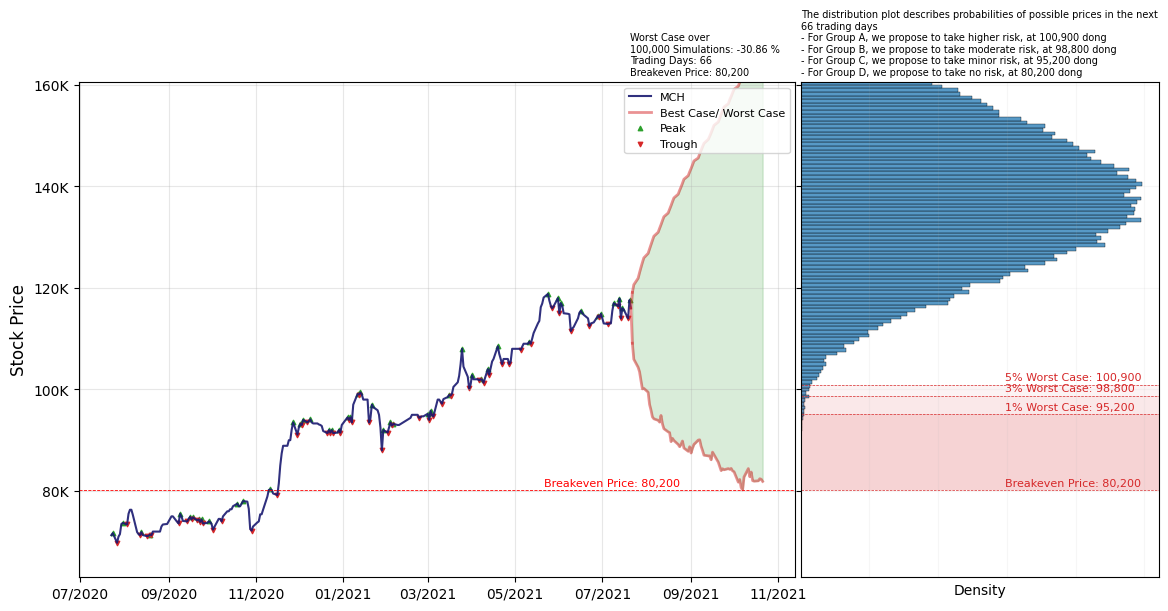 The distribution plot describes probabilities of possible prices in the next
66 trading days
- For Group A, we propose to take higher risk, at 100,900 dong
- For Group B, we propose to take moderate risk, at 98,800 dong
- For Group C, we propose to take minor risk, at 95,200 dong
- For Group D, we propose to take no risk, at 80,200 dong
Worst Case over
100,000 Simulations: -30.86 %
Trading Days: 66
Breakeven Price: 80,200
MCH
Best Case/ Worst Case
Peak
Trough
Stock Price
160K
140K
120K
100K
80K
Breakeven Price: 80,200
07/2020
09/2020
11/2020
01/2021
03/2021
05/2021
07/2021
09/2021
11/2021
5% Worst Case: 100,900
3% Worst Case: 98,800
1% Worst Case: 95,200
Breakeven Price: 80,200
Density